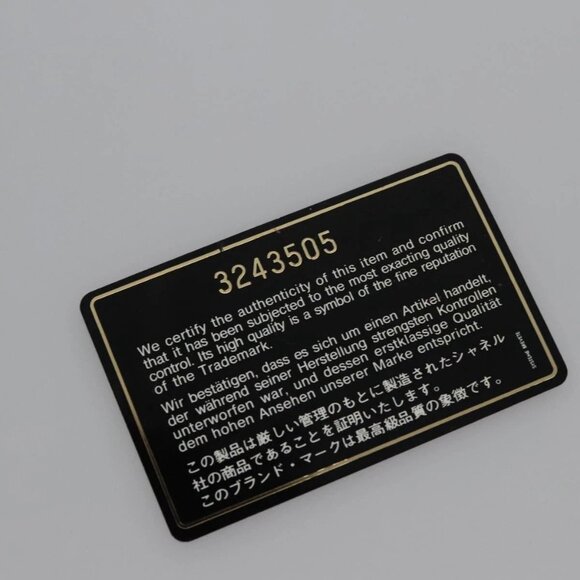 3243505
We certify the authenticity of this item and confirm
that it has been subjected to the most exacting quality
control. Its high quality is a symbol of the fine reputation
of the Trademark.
Wir bestätigen, dass es sich um einen Artikel handelt,
der während seiner Herstellung strengsten Kontrollen
unterworfen war, und dessen erstklassige Qualität
dem hohen Ansehen unserer Marke entspricht.
この製品は厳しい管理のもとに製造されたシャネル
社の商品であることを証明いたします。
このブランド・マークは最高級品質の象徴です。